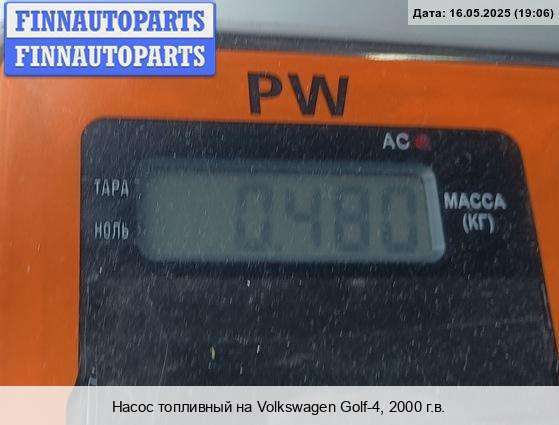 FINNAUTOPARTS
FINNAUTOPARTS
Дата: 16.05.2025 (19:06)
PW
AC
ТАРА
НОЛЬ
0.480
МАССА
(КГ)
Насос топливный на Volkswagen Golf-4, 2000 г.в.